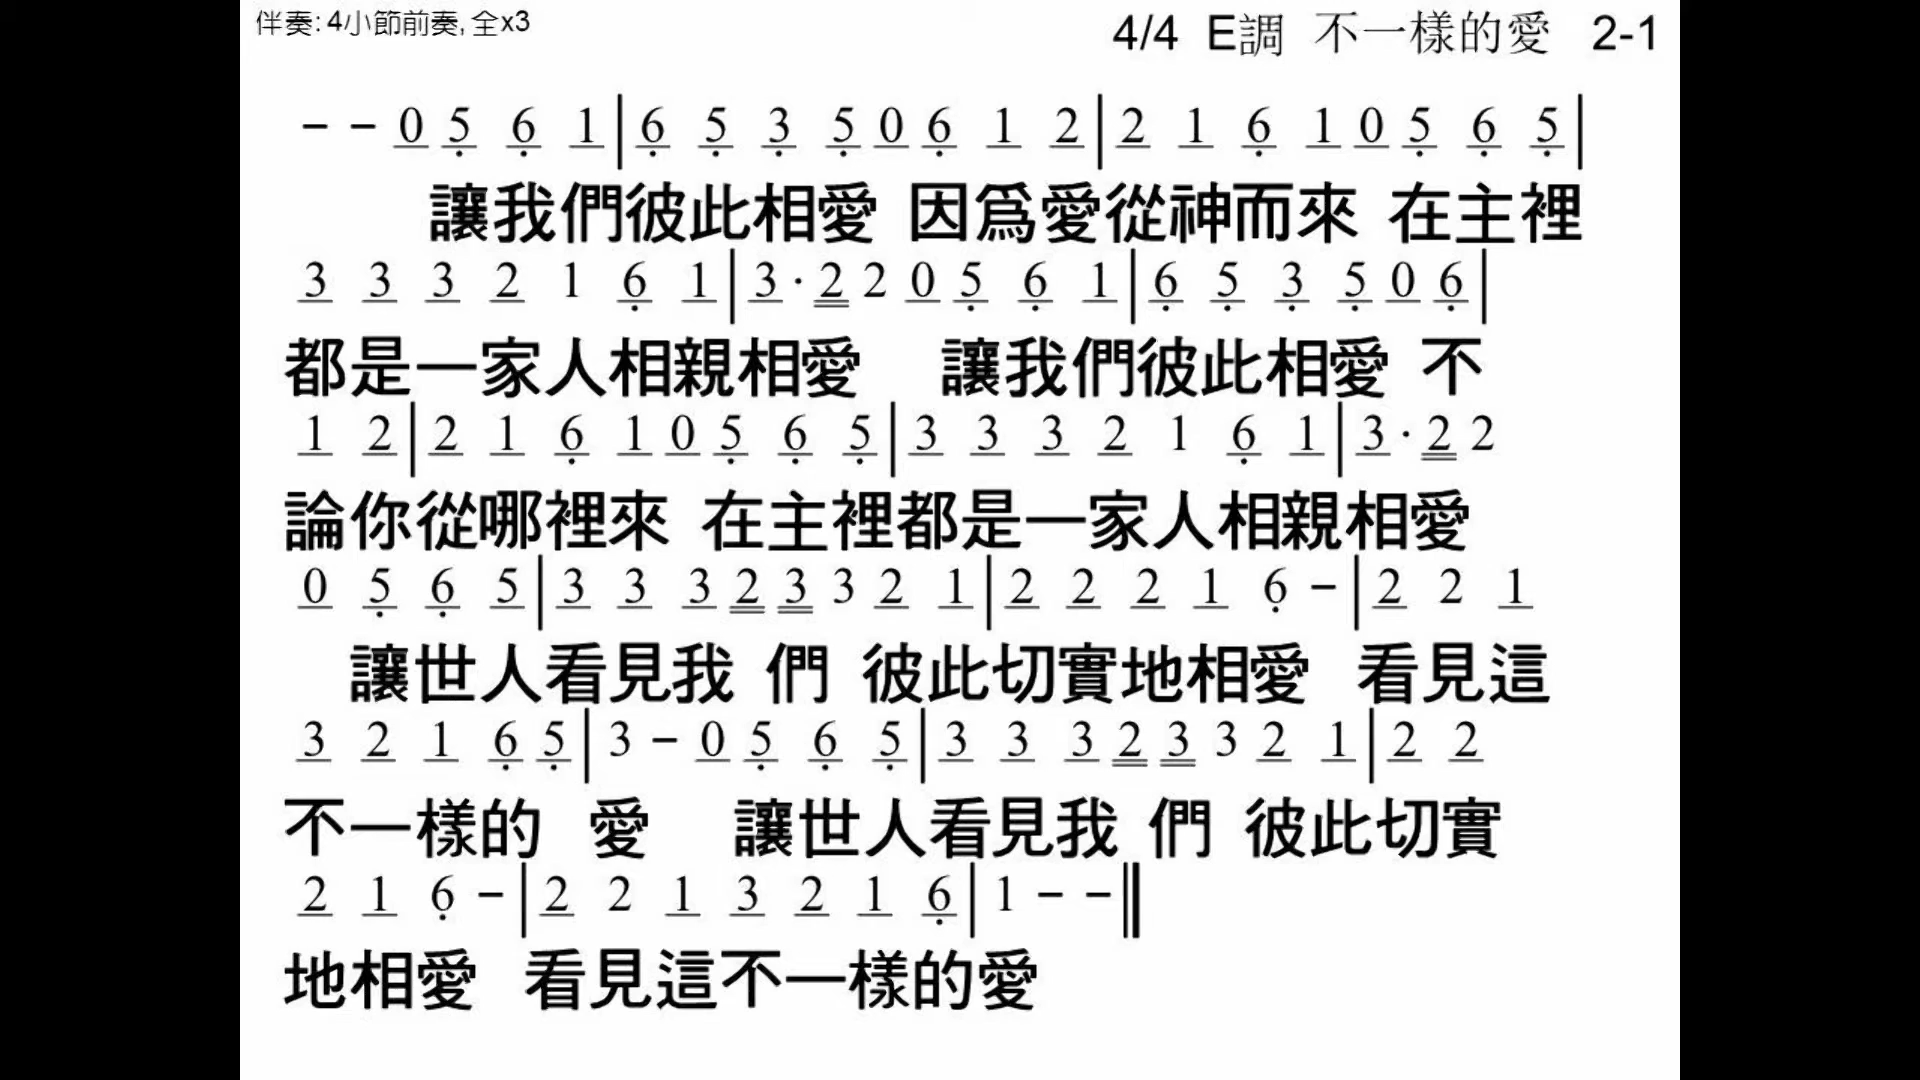 伴奏: 4小節前奏, 全x3
4/4 E調 不一樣的愛 2-1
– – 0 5 6 1 | 6 5 3 5 0 6 1 2 | 2 1 6 1 0 5 6 5 |
讓我們彼此相愛 因為愛從神而來 在主裡
3 3 3 2 1 6 1 | 3 · 2 2 0 5 6 1 | 6 5 3 5 0 6 |
都是一家人相親相愛 讓我們彼此相愛 不
1 2 | 2 1 6 1 0 5 6 5 | 3 3 3 2 1 6 1 | 3 · 2 2
論你從哪裡來 在主裡都是一家人相親相愛
0 5 6 5 | 3 3 3 2 3 3 2 1 | 2 2 2 1 6 – | 2 2 1
讓世人看見我 們 彼此切實地相愛 看見這
3 2 1 6 5 | 3 – 0 5 6 5 | 3 3 3 2 3 3 2 1 | 2 2
不一樣的 愛 讓世人看見我 們 彼此切實
2 1 6 – | 2 2 1 3 2 1 6 | 1 – – ||
地相愛 看見這不一樣的愛